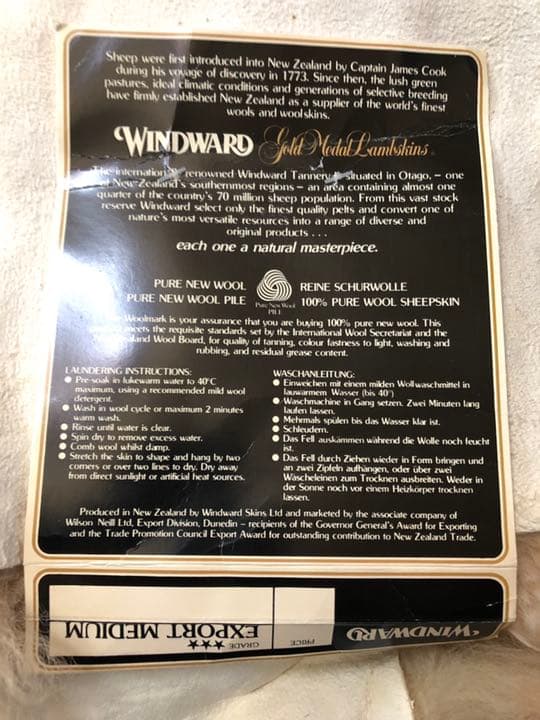 Sheep were first introduced into New Zealand by Captain James Cook
during his voyage of discovery in 1773. Since then, the lush green
pastures, ideal climatic conditions and generations of selective breeding
have firmly established New Zealand as a supplier of the world's finest
wools and woolskins.
WINDWARD Gold Medal Lambskins
The international renowned Windward Tannery situated in Otago, – one
of New Zealand's southernmost regions – an area containing almost one
quarter of the country's 70 million sheep population. From this vast stock
reserve Windward select only the finest quality pelts and convert one of
nature's most versatile resources into a range of diverse and
original products . . .
each one a natural masterpiece.
PURE NEW WOOL
PURE NEW WOOL PILE
Pure New Wool
PILE
REINE SCHURWOLLE
100% PURE WOOL SHEEPSKIN
Woolmark is your assurance that you are buying 100% pure new wool. This
meets the requisite standards set by the International Wool Secretariat and the
Zealand Wool Board, for quality of tanning, colour fastness to light, washing and
rubbing, and residual grease content.
LAUNDERING INSTRUCTIONS:
● Pre-soak in lukewarm water to 40°C
maximum, using a recommended mild wool
detergent.
● Wash in wool cycle or maximum 2 minutes
warm wash.
● Rinse until water is clear.
● Spin dry to remove excess water.
● Comb wool whilst damp.
● Stretch the skin to shape and hang by two
corners or over two lines to dry. Dry away
from direct sunlight or artificial heat sources.
WASCHANLEITUNG:
● Einweichen mit einem milden Wollwaschmittel in
lauwarmem Wasser (bis 40°)
● Waschmachine in Gang setzen. Zwei Minuten lang
laufen lassen.
● Mehrmals spülen bis das Wasser klar ist.
● Schleudern.
● Das Fell auskämmen während die Wolle noch feucht
ist.
● Das Fell durch Ziehen wieder in Form bringen und
an zwei Zipfeln aufhängen, oder über zwei
Wäscheleinen zum Trocknen ausbreiten. Weder in
der Sonne noch vor einem Heizkörper trocknen
lassen.
Produced in New Zealand by Windward Skins Ltd and marketed by the associate company of
Wilson Neill Ltd, Export Division, Dunedin – recipients of the Governor General's Award for Exporting
and the Trade Promotion Council Export Award for outstanding contribution to New Zealand Trade.
WINDWARD
PRICE
GRADE ★★★
EXPORT MEDIUM